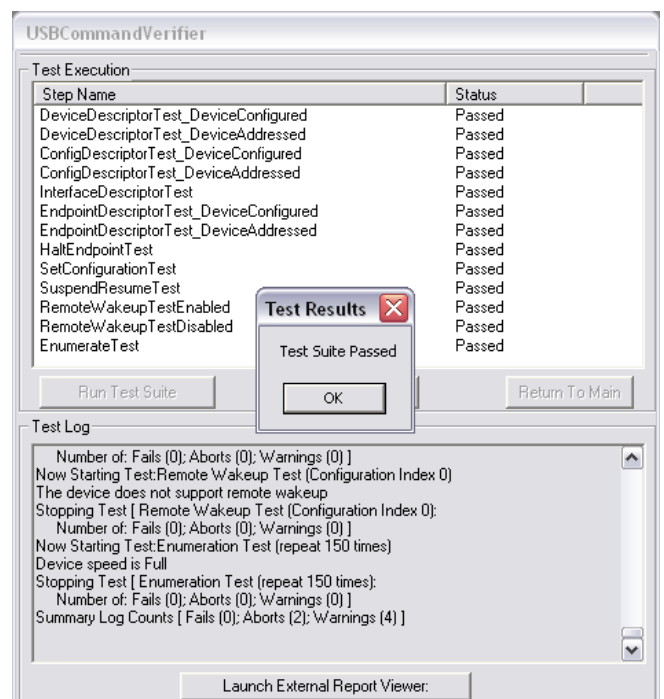 USBCommandVerifier
Test Execution
Step Name Status
DeviceDescriptorTest_DeviceConfigured Passed
DeviceDescriptorTest_DeviceAddressed Passed
ConfigDescriptorTest_DeviceConfigured Passed
ConfigDescriptorTest_DeviceAddressed Passed
InterfaceDescriptorTest Passed
EndpointDescriptorTest_DeviceConfigured Passed
EndpointDescriptorTest_DeviceAddressed Passed
HaltEndpointTest Passed
SetConfigurationTest Passed
SuspendResumeTest Passed
RemoteWakeupTestEnabled Passed
RemoteWakeupTestDisabled Passed
EnumerateTest Passed
Test Results
Test Suite Passed
OK
Run Test Suite Return To Main
Test Log
Number of: Fails (0); Aborts (0); Warnings (0) ]
Now Starting Test:Remote Wakeup Test (Configuration Index 0)
The device does not support remote wakeup
Stopping Test [ Remote Wakeup Test (Configuration Index 0):
Number of: Fails (0); Aborts (0); Warnings (0) ]
Now Starting Test:Enumeration Test (repeat 150 times)
Device speed is Full
Stopping Test [ Enumeration Test (repeat 150 times):
Number of: Fails (0); Aborts (0); Warnings (0) ]
Summary Log Counts [ Fails (0); Aborts (2); Warnings (4) ]
Launch External Report Viewer: